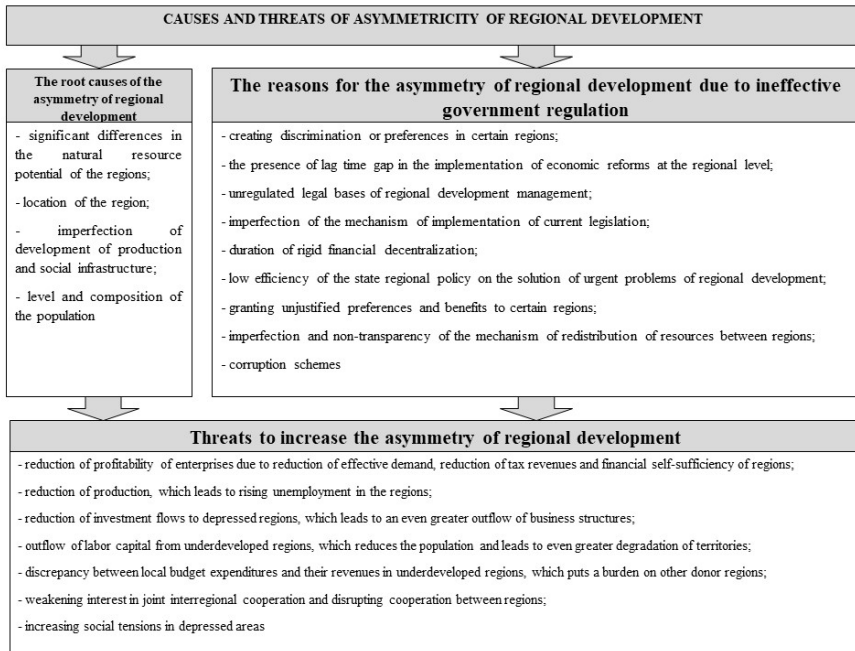 CAUSES AND THREATS OF ASYMMETRICITY OF REGIONAL DEVELOPMENT
The root causes of the
asymmetry of regional
development
- significant differences in
the natural resource
potential of the regions;
- location of the region;
- imperfection of
development of production
and social infrastructure;
- level and composition of
the population
The reasons for the asymmetry of regional development due to ineffective
government regulation
- creating discrimination or preferences in certain regions;
- the presence of lag time gap in the implementation of economic reforms at the regional level;
- unregulated legal bases of regional development management;
- imperfection of the mechanism of implementation of current legislation;
- duration of rigid financial decentralization;
- low efficiency of the state regional policy on the solution of urgent problems of regional development;
- granting unjustified preferences and benefits to certain regions;
- imperfection and non-transparency of the mechanism of redistribution of resources between regions;
- corruption schemes
Threats to increase the asymmetry of regional development
- reduction of profitability of enterprises due to reduction of effective demand, reduction of tax revenues and financial self-sufficiency of regions;
- reduction of production, which leads to rising unemployment in the regions;
- reduction of investment flows to depressed regions, which leads to an even greater outflow of business structures;
- outflow of labor capital from underdeveloped regions, which reduces the population and leads to even greater degradation of territories;
- discrepancy between local budget expenditures and their revenues in underdeveloped regions, which puts a burden on other donor regions;
- weakening interest in joint interregional cooperation and disrupting cooperation between regions;
- increasing social tensions in depressed areas